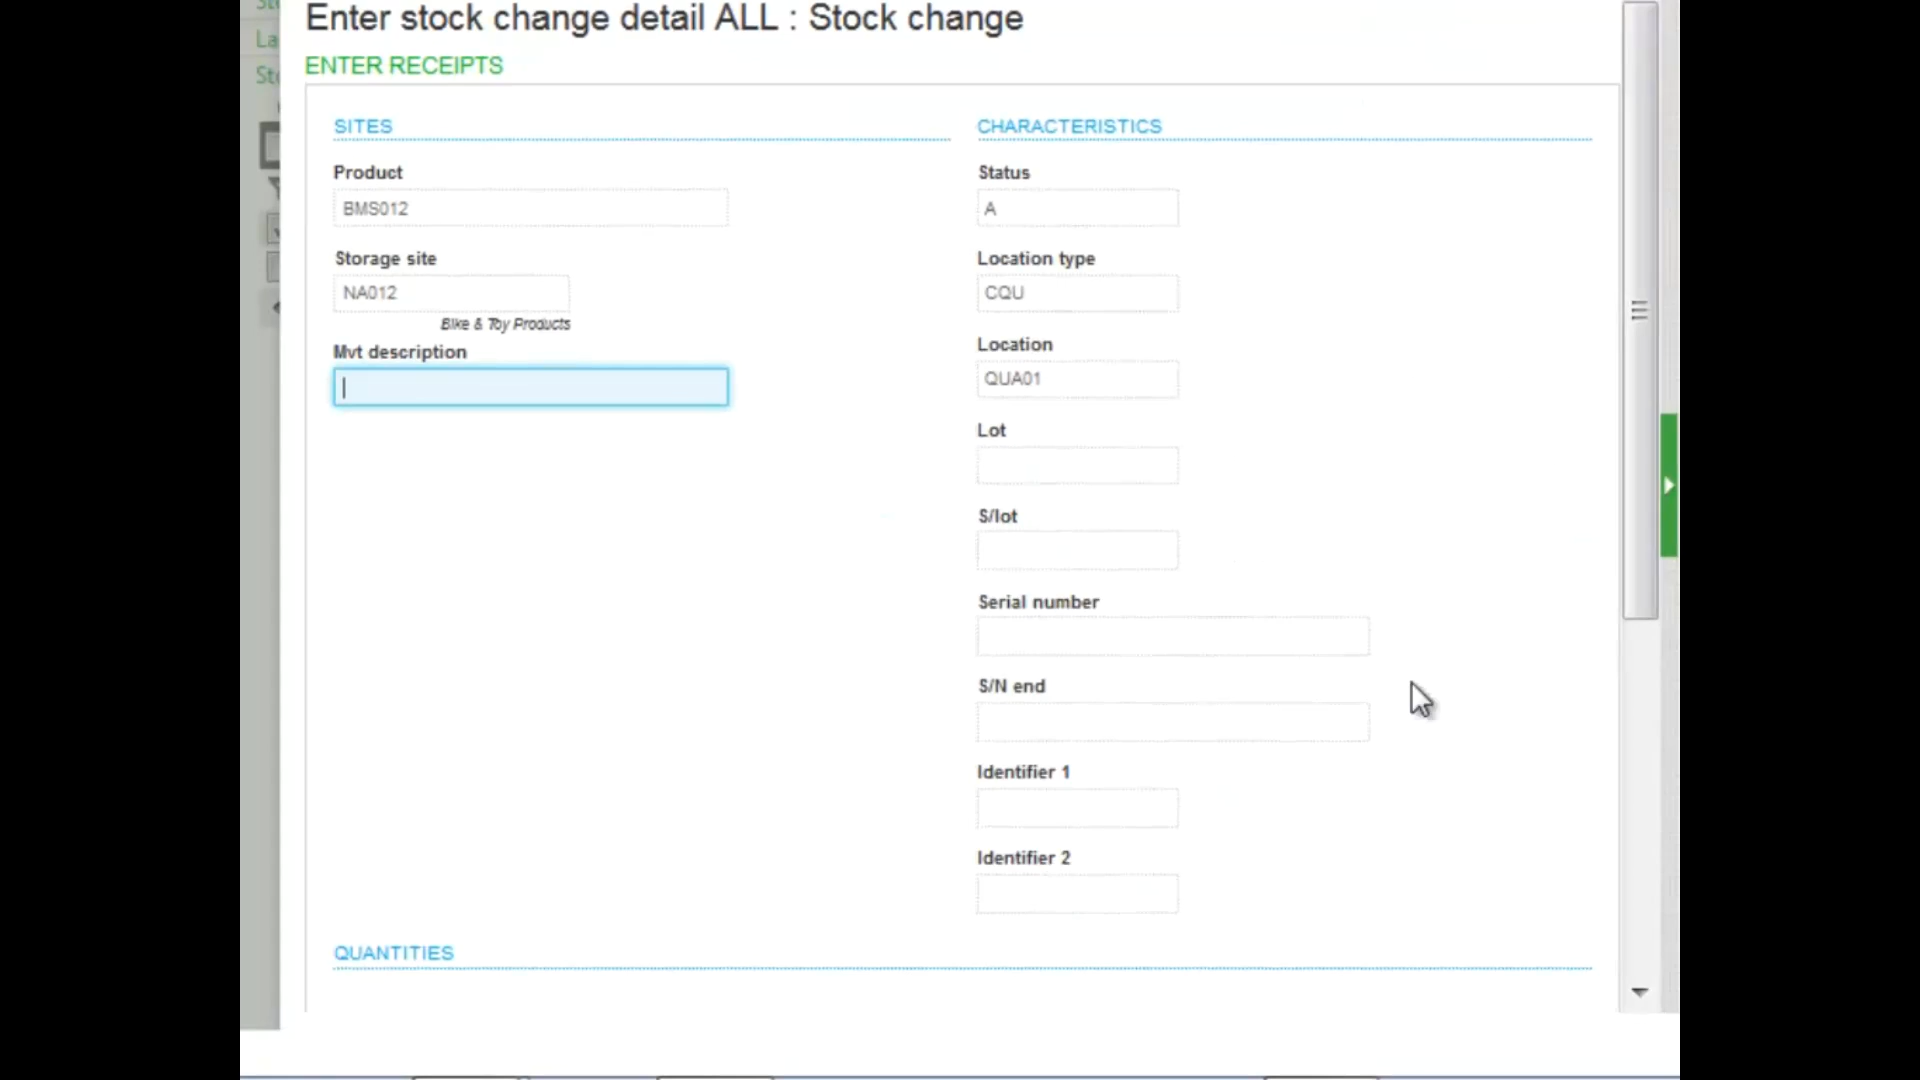 Enter stock change detail ALL : Stock change
ENTER RECEIPTS
SITES
Product
BMS012
Storage site
NA012
Bike & Toy Products
Mvt description
CHARACTERISTICS
Status
A
Location type
CQU
Location
QUA01
Lot
S/lot
Serial number
S/N end
Identifier 1
Identifier 2
QUANTITIES
La